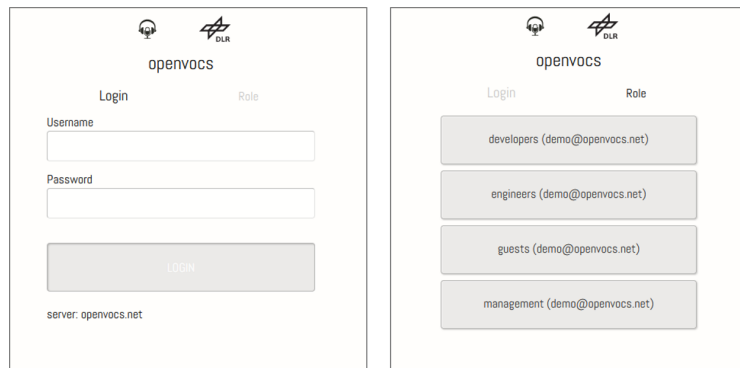 DLR
openvocs
Login Role
Username
Password
LOGIN
server: openvocs.net
DLR
openvocs
Login Role
developers (demo@openvocs.net)
engineers (demo@openvocs.net)
guests (demo@openvocs.net)
management (demo@openvocs.net)